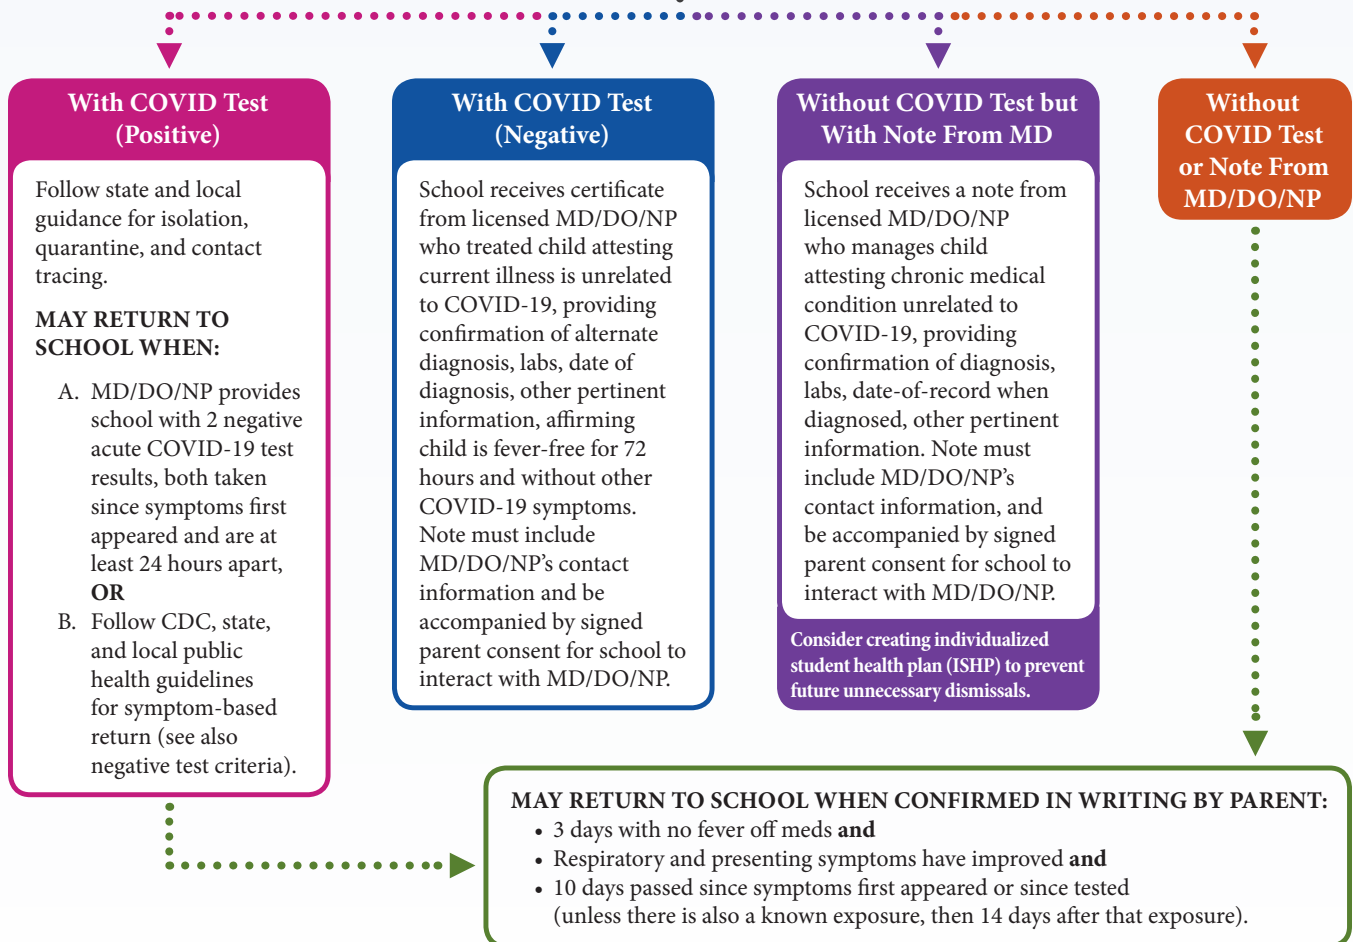 With COVID Test
(Positive)
Follow state and local
guidance for isolation,
quarantine, and contact
tracing.
MAY RETURN TO
SCHOOL WHEN:
A. MD/DO/NP provides
school with 2 negative
acute COVID-19 test
results, both taken
since symptoms first
appeared and are at
least 24 hours apart,
OR
B. Follow CDC, state,
and local public
health guidelines
for symptom-based
return (see also
negative test criteria).
With COVID Test
(Negative)
School receives certificate
from licensed MD/DO/NP
who treated child attesting
current illness is unrelated
to COVID-19, providing
confirmation of alternate
diagnosis, labs, date of
diagnosis, other pertinent
information, affirming
child is fever-free for 72
hours and without other
COVID-19 symptoms.
Note must include
MD/DO/NP’s contact
information and be
accompanied by signed
parent consent for school to
interact with MD/DO/NP.
Without COVID Test but
With Note From MD
School receives a note from
licensed MD/DO/NP
who manages child
attesting chronic medical
condition unrelated to
COVID-19, providing
confirmation of diagnosis,
labs, date-of-record when
diagnosed, other pertinent
information. Note must
include MD/DO/NP’s
contact information, and
be accompanied by signed
parent consent for school to
interact with MD/DO/NP.
Consider creating individualized
student health plan (ISHP) to prevent
future unnecessary dismissals.
Without
COVID Test
or Note From
MD/DO/NP
MAY RETURN TO SCHOOL WHEN CONFIRMED IN WRITING BY PARENT:
• 3 days with no fever off meds and
• Respiratory and presenting symptoms have improved and
• 10 days passed since symptoms first appeared or since tested
(unless there is also a known exposure, then 14 days after that exposure).